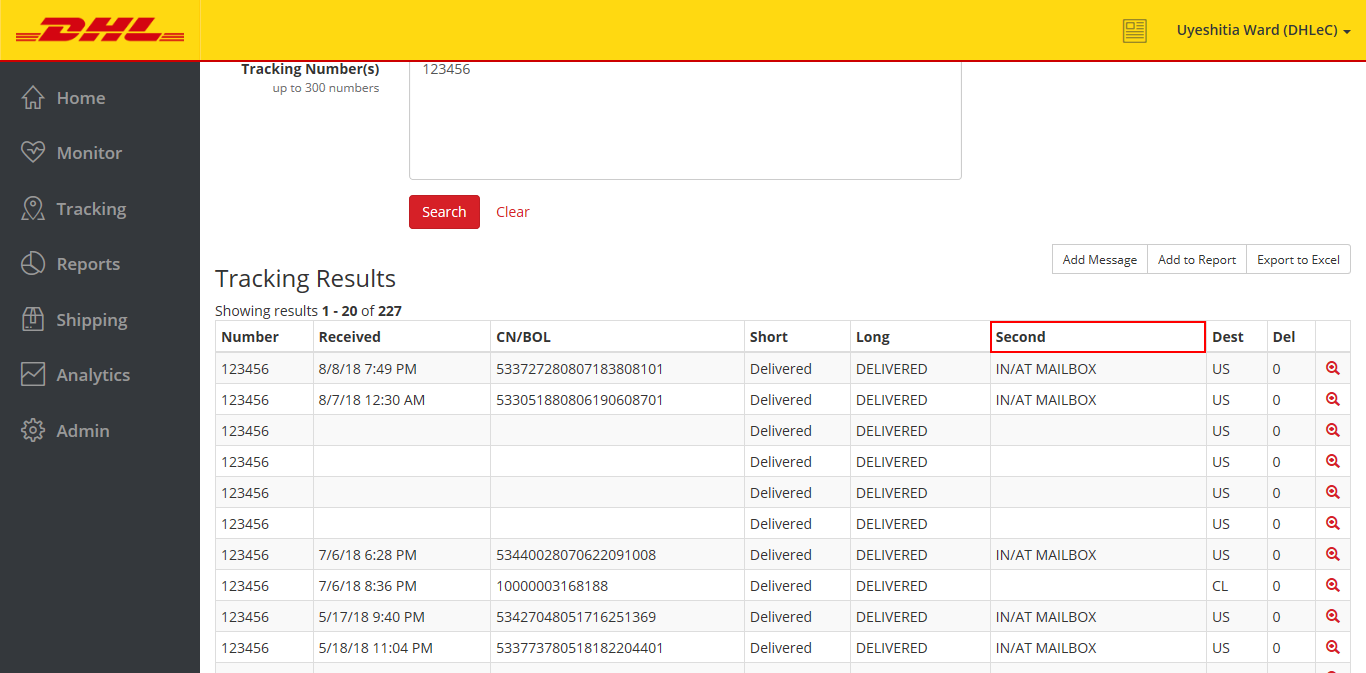 DHL
Uyeshitia Ward (DHLeC)
Home
Monitor
Tracking
Reports
Shipping
Analytics
Admin
Tracking Number(s)
up to 300 numbers
123456
Search Clear
Add Message Add to Report Export to Excel
Tracking Results
Showing results 1 - 20 of 227
Number Received CN/BOL Short Long Second Dest Del
123456 8/8/18 7:49 PM 533727280807183808101 Delivered DELIVERED IN/AT MAILBOX US 0
123456 8/7/18 12:30 AM 533051880806190608701 Delivered DELIVERED IN/AT MAILBOX US 0
123456 Delivered DELIVERED US 0
123456 Delivered DELIVERED US 0
123456 Delivered DELIVERED US 0
123456 Delivered DELIVERED US 0
123456 7/6/18 6:28 PM 53440028070622091008 Delivered DELIVERED IN/AT MAILBOX US 0
123456 7/6/18 8:36 PM 10000003168188 Delivered DELIVERED CL 0
123456 5/17/18 9:40 PM 53427048051716251369 Delivered DELIVERED IN/AT MAILBOX US 0
123456 5/18/18 11:04 PM 533773780518182204401 Delivered DELIVERED IN/AT MAILBOX US 0